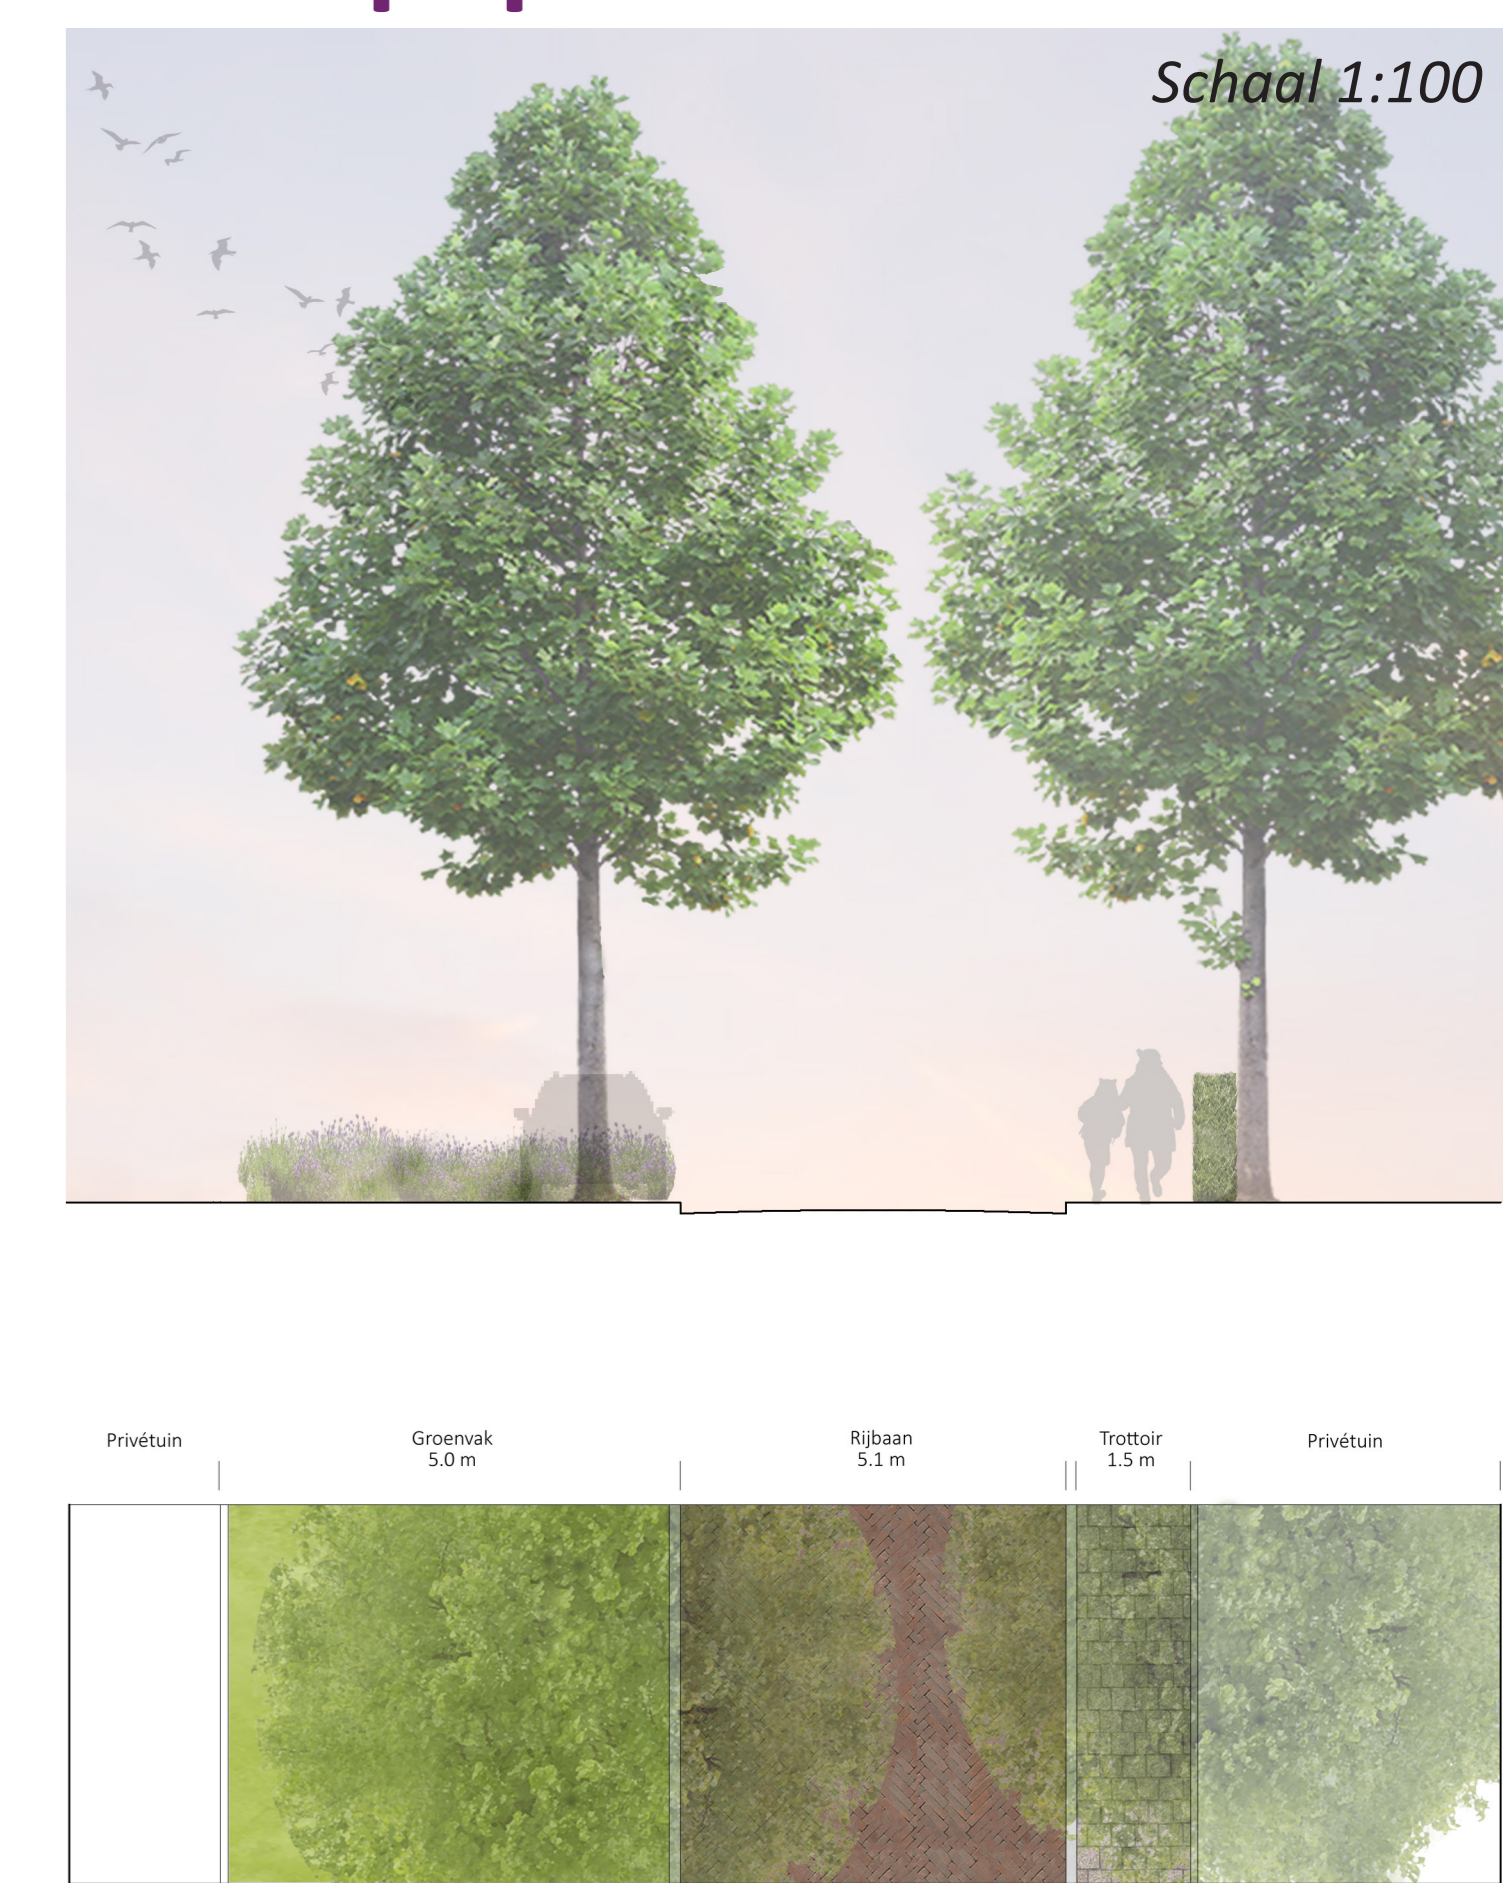 Schaal 1:100
Privétuin
Groenvak
5.0 m
Rijbaan
5.1 m
Trottoir
1.5 m
Privétuin